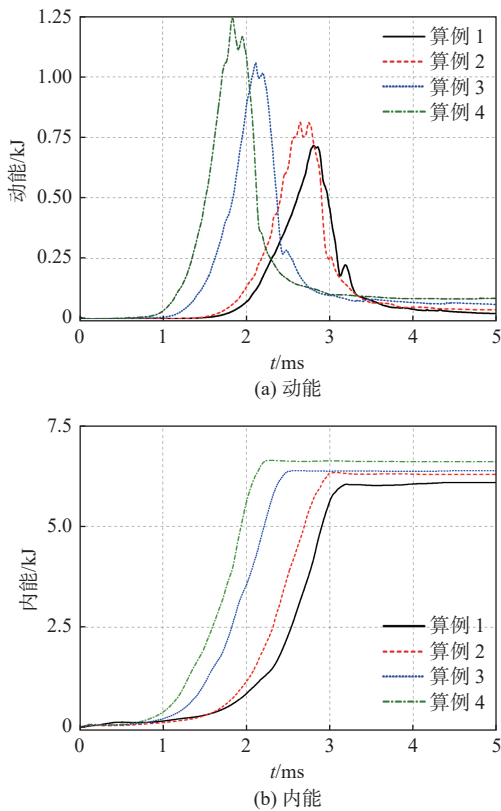 1.25
1.00
0.75
0.50
0.25
0
动能/kJ
算例 1
算例 2
算例 3
算例 4
0 1 2 3 4 5
t/ms
(a) 动能
7.5
5.0
2.5
0
内能/kJ
算例 1
算例 2
算例 3
算例 4
0 1 2 3 4 5
t/ms
(b) 内能